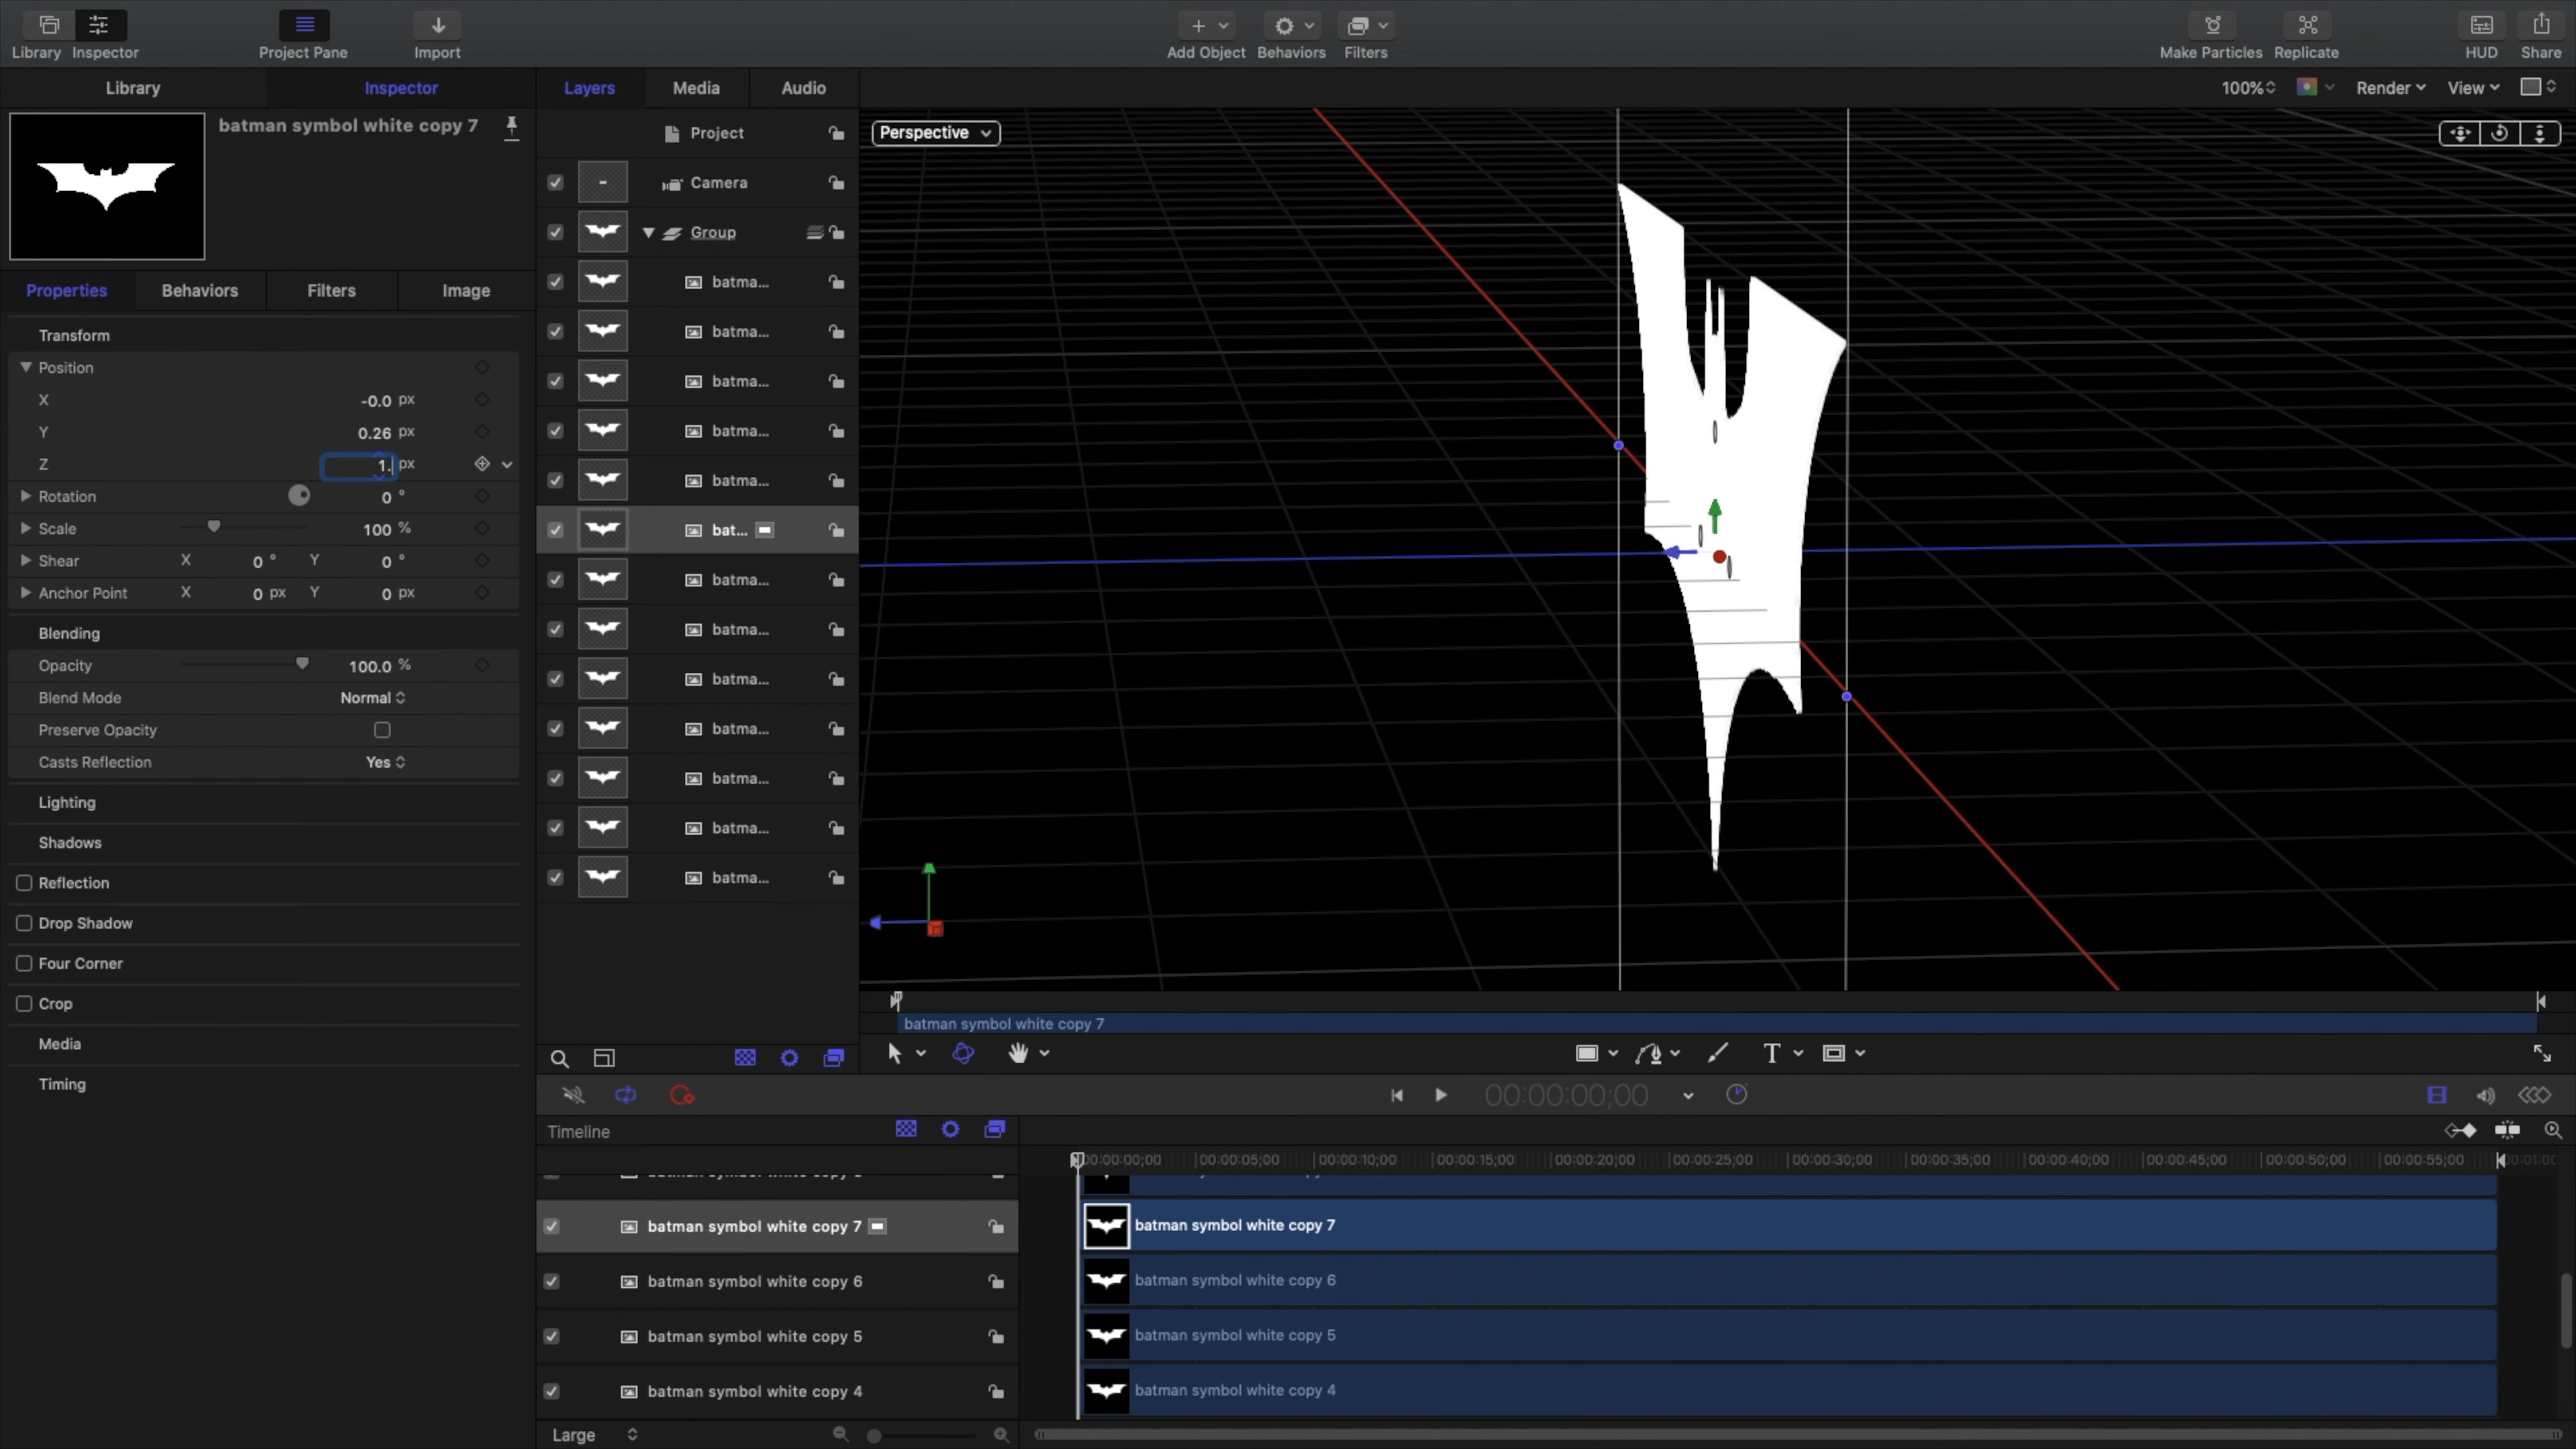 Library Inspector Project Pane Import Add Object Behaviors Filters Make Particles Replicate HUD Share
Library Inspector Layers Media Audio 100% Render View
batman symbol white copy 7
Project
Perspective
Camera
Group
Properties Behaviors Filters Image
batma...
Transform
batma...
Position
X -0.0 px
batma...
Y 0.26 px
batma...
Z 1. px
batma...
Rotation 0 °
Scale 100 %
bat...
Shear X 0 ° Y 0 °
batma...
Anchor Point X 0 px Y 0 px
Blending
batma...
Opacity 100.0 %
batma...
Blend Mode Normal
Preserve Opacity
batma...
Casts Reflection Yes
batma...
Lighting
batma...
Shadows
Reflection
batma...
Drop Shadow
Four Corner
Crop
batman symbol white copy 7
Media
T
Timing
00:00:00;00
Timeline
00:00:00;00 00:00:05;00 00:00:10;00 00:00:15;00 00:00:20;00 00:00:25;00 00:00:30;00 00:00:35;00 00:00:40;00 00:00:45;00 00:00:50;00 00:00:55;00
batman symbol white copy 7 batman symbol white copy 7
batman symbol white copy 6 batman symbol white copy 6
batman symbol white copy 5 batman symbol white copy 5
batman symbol white copy 4 batman symbol white copy 4
Large